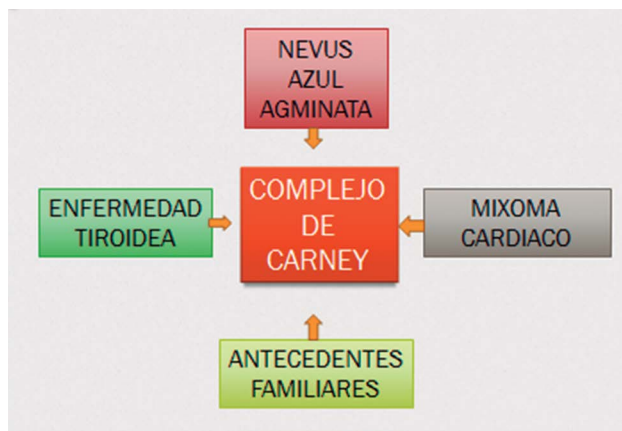 NEVUS
AZUL
AGMINATA
ENFERMEDAD
TIROIDEA
COMPLEJO
DE
CARNEY
MIXOMA
CARDIACO
ANTECEDENTES
FAMILIARES